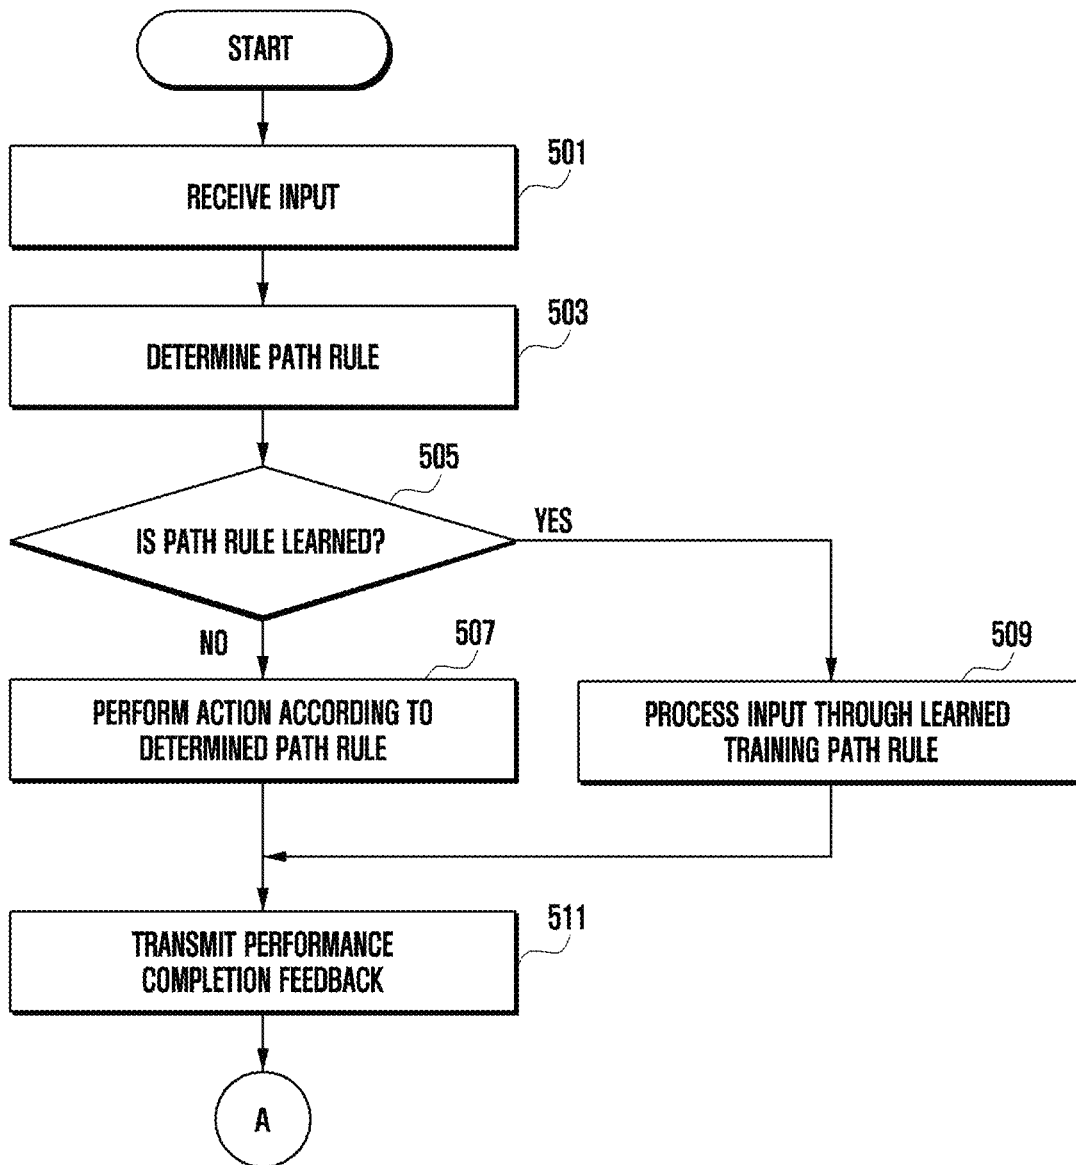 START
501
RECEIVE INPUT
503
DETERMINE PATH RULE
505
IS PATH RULE LEARNED?
YES
NO
507
PERFORM ACTION ACCORDING TO
DETERMINED PATH RULE
509
PROCESS INPUT THROUGH LEARNED
TRAINING PATH RULE
511
TRANSMIT PERFORMANCE
COMPLETION FEEDBACK
A